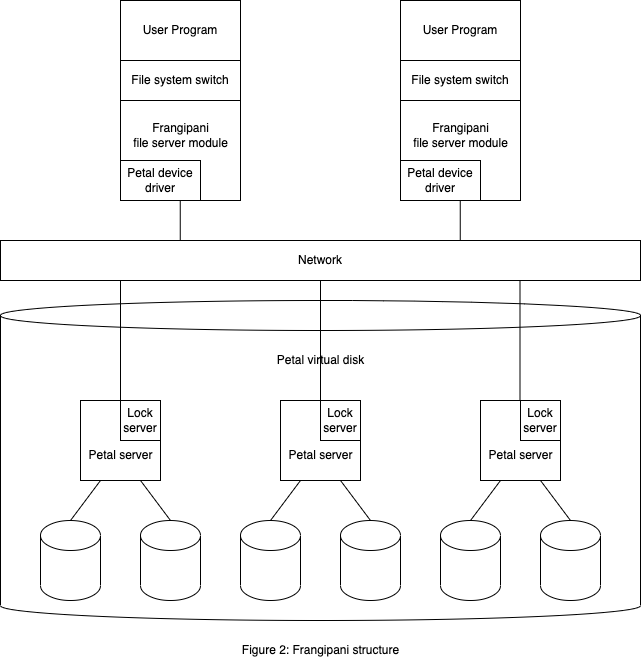 User Program
User Program
File system switch
File system switch
Frangipani
file server module
Frangipani
file server module
Petal device
driver
Petal device
driver
Network
Petal virtual disk
Lock
server
Petal server
Lock
server
Petal server
Lock
server
Petal server
Figure 2: Frangipani structure